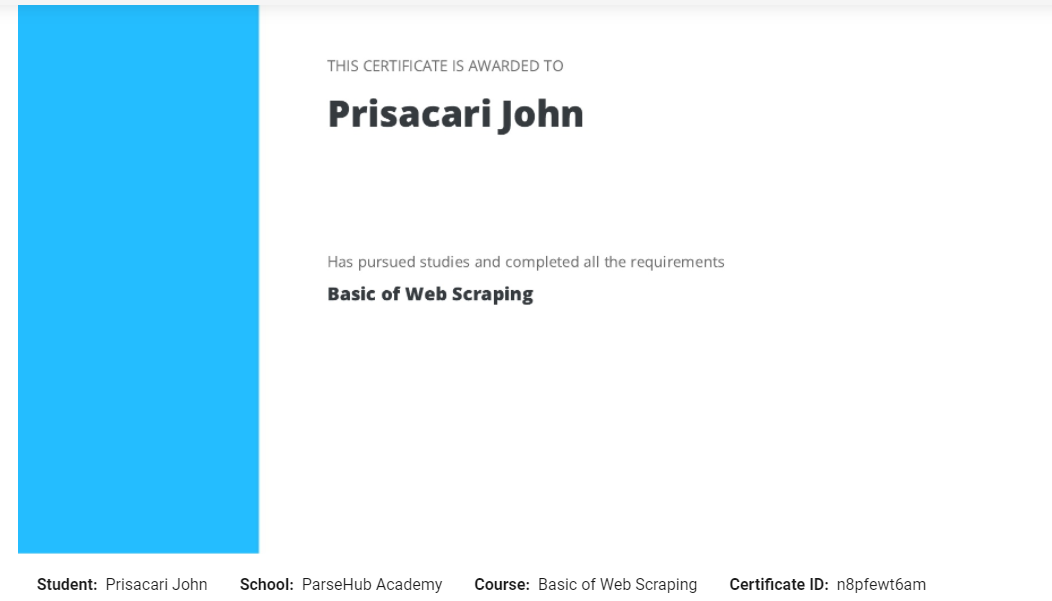 THIS CERTIFICATE IS AWARDED TO
Prisacari John
Has pursued studies and completed all the requirements
Basic of Web Scraping
Student: Prisacari John School: ParseHub Academy Course: Basic of Web Scraping Certificate ID: n8pfewt6am